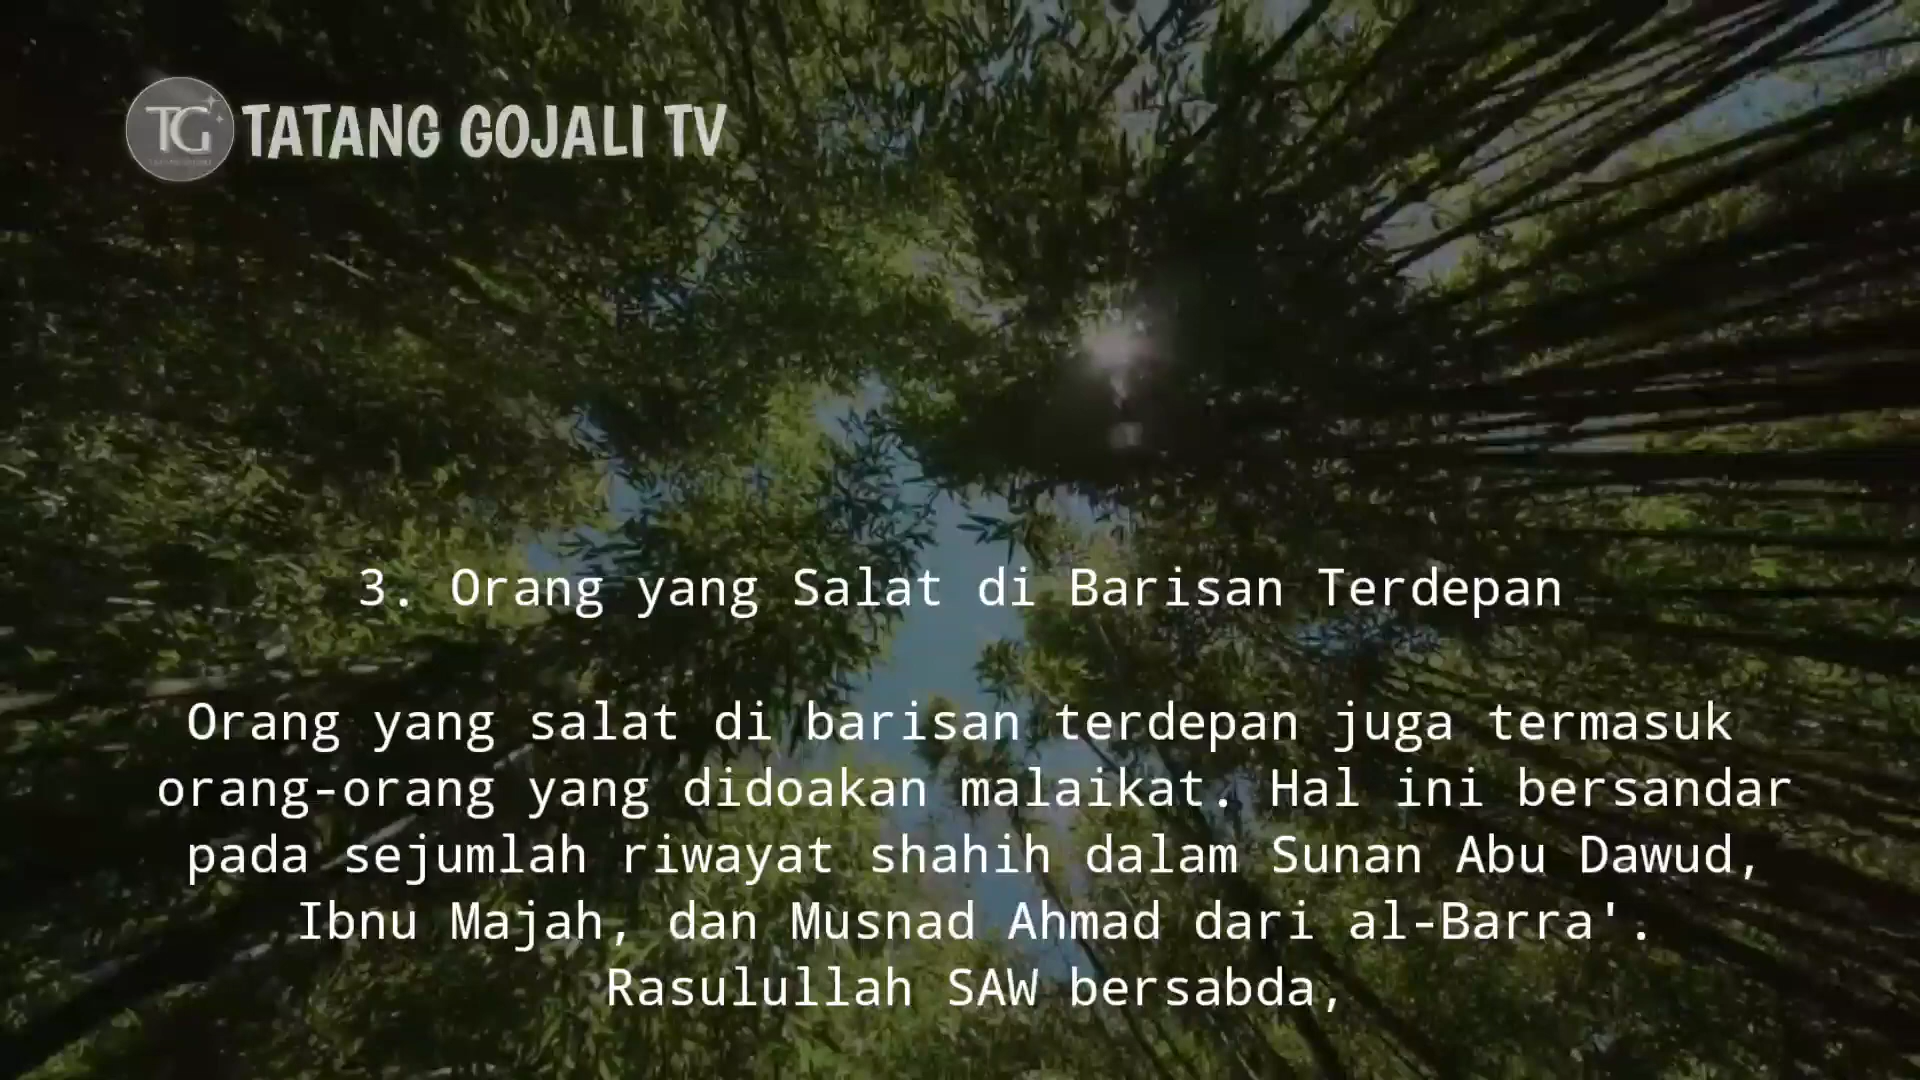 TG TATANG GOJALI TV
3. Orang yang Salat di Barisan Terdepan
Orang yang salat di barisan terdepan juga termasuk
orang-orang yang didoakan malaikat. Hal ini bersandar
pada sejumlah riwayat shahih dalam Sunan Abu Dawud,
Ibnu Majah, dan Musnad Ahmad dari al-Barra'.
Rasulullah SAW bersabda,